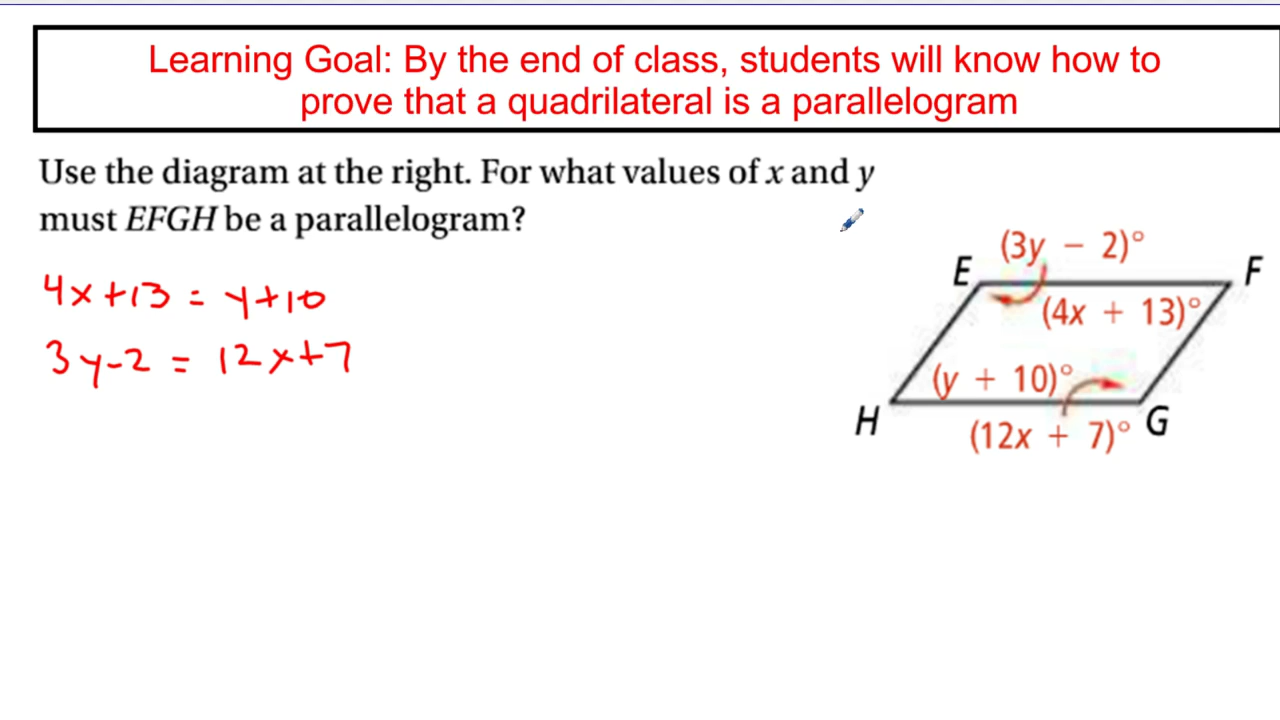 Learning Goal: By the end of class, students will know how to
prove that a quadrilateral is a parallelogram
Use the diagram at the right. For what values of x and y
must EFGH be a parallelogram?
4x+13 = y+10
3y-2 = 12x+7
(3y − 2)°
E
F
(4x + 13)°
(y + 10)°
H
G
(12x + 7)°